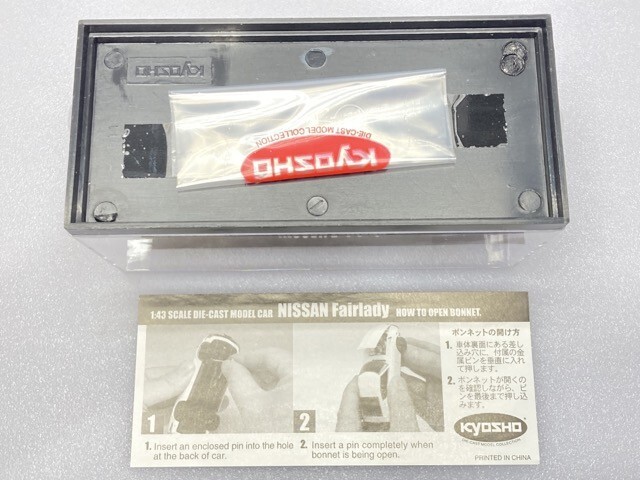 KYOSHO
DIE-CAST MODEL COLLECTION
KYOSHO
1:43 SCALE DIE-CAST MODEL CAR NISSAN Fairlady HOW TO OPEN BONNET.
ボンネットの開け方
1. 車体裏面にある差し
込み穴に、付属の金
属ピンを垂直に入れ
て押します。
2. ボンネットが開くの
を確認しながら、ピ
ンを最後まで押し込
みます。
1
2
KYOSHO
DIE-CAST MODEL COLLECTION
1. Insert an enclosed pin into the hole
at the back of car.
2. Insert a pin completely when
bonnet is being open.
PRINTED IN CHINA